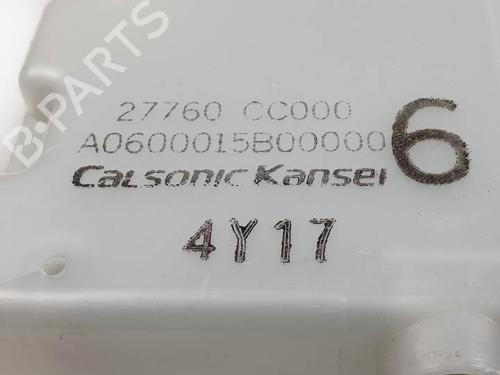 27760 CC000
A0600015B00000
6
CALSONIC KANSEI
4Y17
B-PARTS